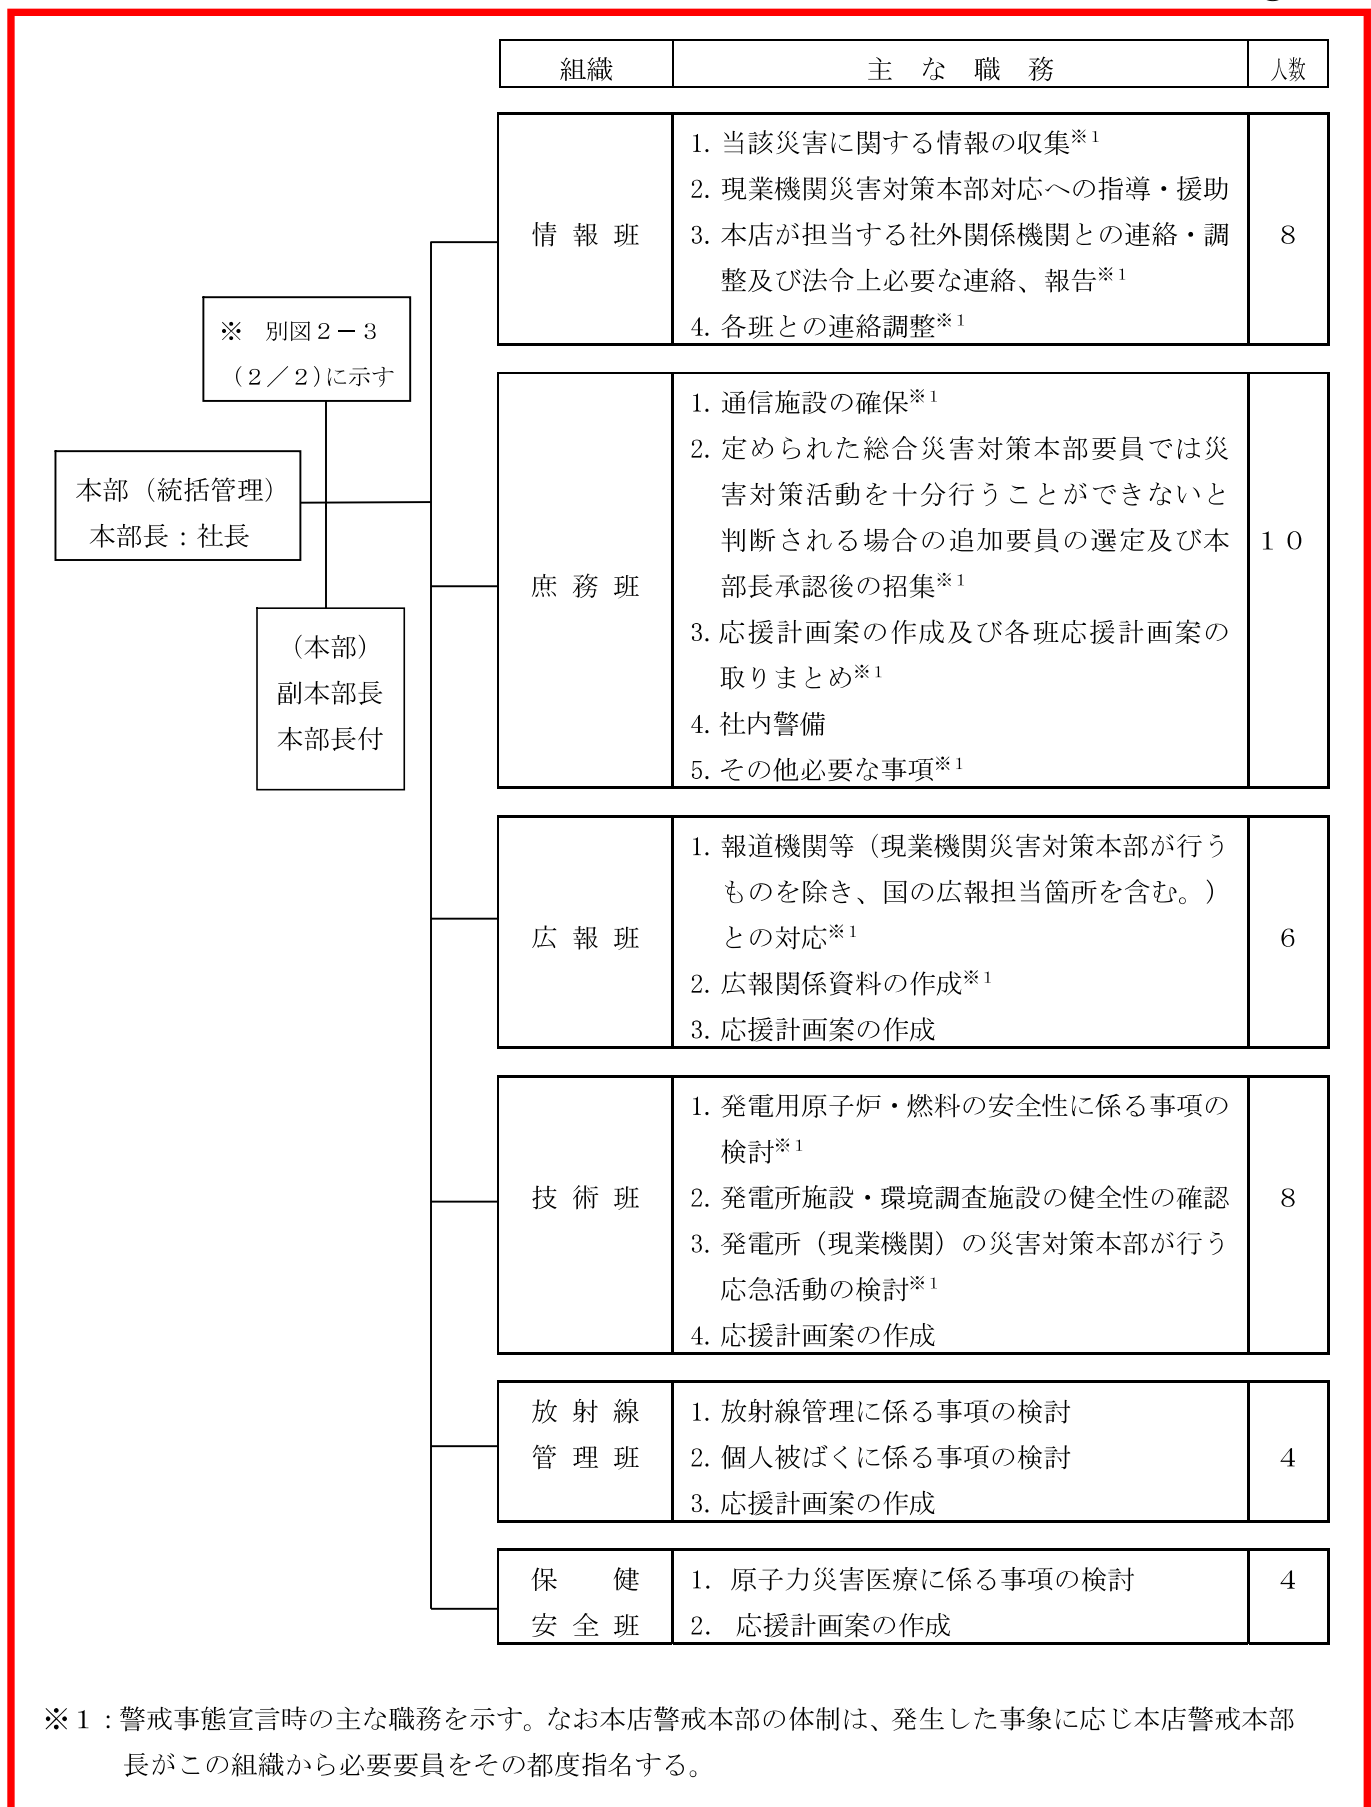 組織 主な職務 人数
1. 当該災害に関する情報の収集※1
2. 現業機関災害対策本部対応への指導・援助
情報班 3. 本店が担当する社外関係機関との連絡・調 8
整及び法令上必要な連絡、報告※1
4. 各班との連絡調整※1
※ 別図2-3
(2/2)に示す
本部(統括管理)
本部長:社長
(本部)
副本部長
本部長付
1. 通信施設の確保※1
2. 定められた総合災害対策本部要員では災
害対策活動を十分行うことができないと
判断される場合の追加要員の選定及び本 10
庶務班 部長承認後の招集※1
3. 応援計画案の作成及び各班応援計画案の
取りまとめ※1
4. 社内警備
5. その他必要な事項※1
1. 報道機関等(現業機関災害対策本部が行う
ものを除き、国の広報担当箇所を含む。)
広報班 との対応※1 6
2. 広報関係資料の作成※1
3. 応援計画案の作成
1. 発電用原子炉・燃料の安全性に係る事項の
検討※1
技術班 2. 発電所施設・環境調査施設の健全性の確認 8
3. 発電所(現業機関)の災害対策本部が行う
応急活動の検討※1
4. 応援計画案の作成
放射線 1. 放射線管理に係る事項の検討
管理班 2. 個人被ばくに係る事項の検討 4
3. 応援計画案の作成
保健 1. 原子力災害医療に係る事項の検討 4
安全班 2. 応援計画案の作成
※1:警戒事態宣言時の主な職務を示す。なお本店警戒本部の体制は、発生した事象に応じ本店警戒本部
長がこの組織から必要要員をその都度指名する。